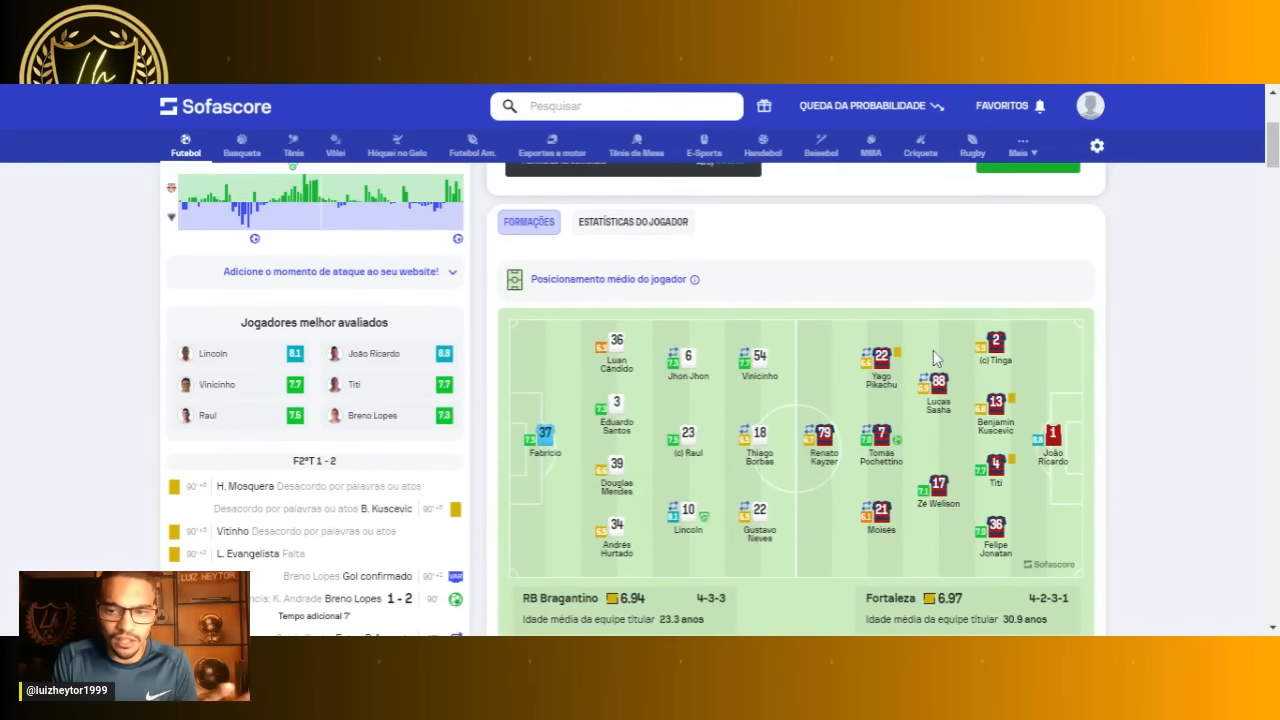 lh
Sofascore
Pesquisar
QUEDA DA PROBABILIDADE
FAVORITOS
Futebol
Basquete
Tênis
Vôlei
Hóquei no Gelo
Futebol Am.
Esportes a motor
Tênis de Mesa
E-Sports
Handebol
Beisebol
MMA
Críquete
Rugby
Mais
FORMAÇÕES
ESTATÍSTICAS DO JOGADOR
Adicione o momento de ataque ao seu website!
Posicionamento médio do jogador
Jogadores melhor avaliados
Lincoln 8.1
João Ricardo 8.8
Vinicinho 7.7
Titi 7.7
Raul 7.5
Breno Lopes 7.3
F2ºT 1 - 2
90' +8 H. Mosquera Desacordo por palavras ou atos
Desacordo por palavras ou atos B. Kuscevic 90'
Vitinho Desacordo por palavras ou atos
L. Evangelista Falta
Breno Lopes Gol confirmado 90' VAR
K. Andrade Breno Lopes 1 - 2 90'
Tempo adicional 7'
36
Luan
Cândido
3
Eduardo
Santos
37
Fabrício
39
Douglas
Mendes
34
Andrés
Hurtado
6
Jhon Jhon
23
(c) Raul
10
Lincoln
54
Vinicinho
18
Thiago
Borbas
22
Gustavo
Neves
79
Renato
Kayzer
22
Yago
Pikachu
7
Tomás
Pochettino
21
Moisés
88
Lucas
Sasha
17
Zé Welison
2
(c) Tinga
13
Benjamin
Kuscevic
4
Titi
36
Felipe
Jonatan
1
João
Ricardo
Sofascore
RB Bragantino 6.94 4-3-3
Idade média da equipe titular 23.3 anos
Fortaleza 6.97 4-2-3-1
Idade média da equipe titular 30.9 anos
LUIZ HEYTOR
@luizheytor1999